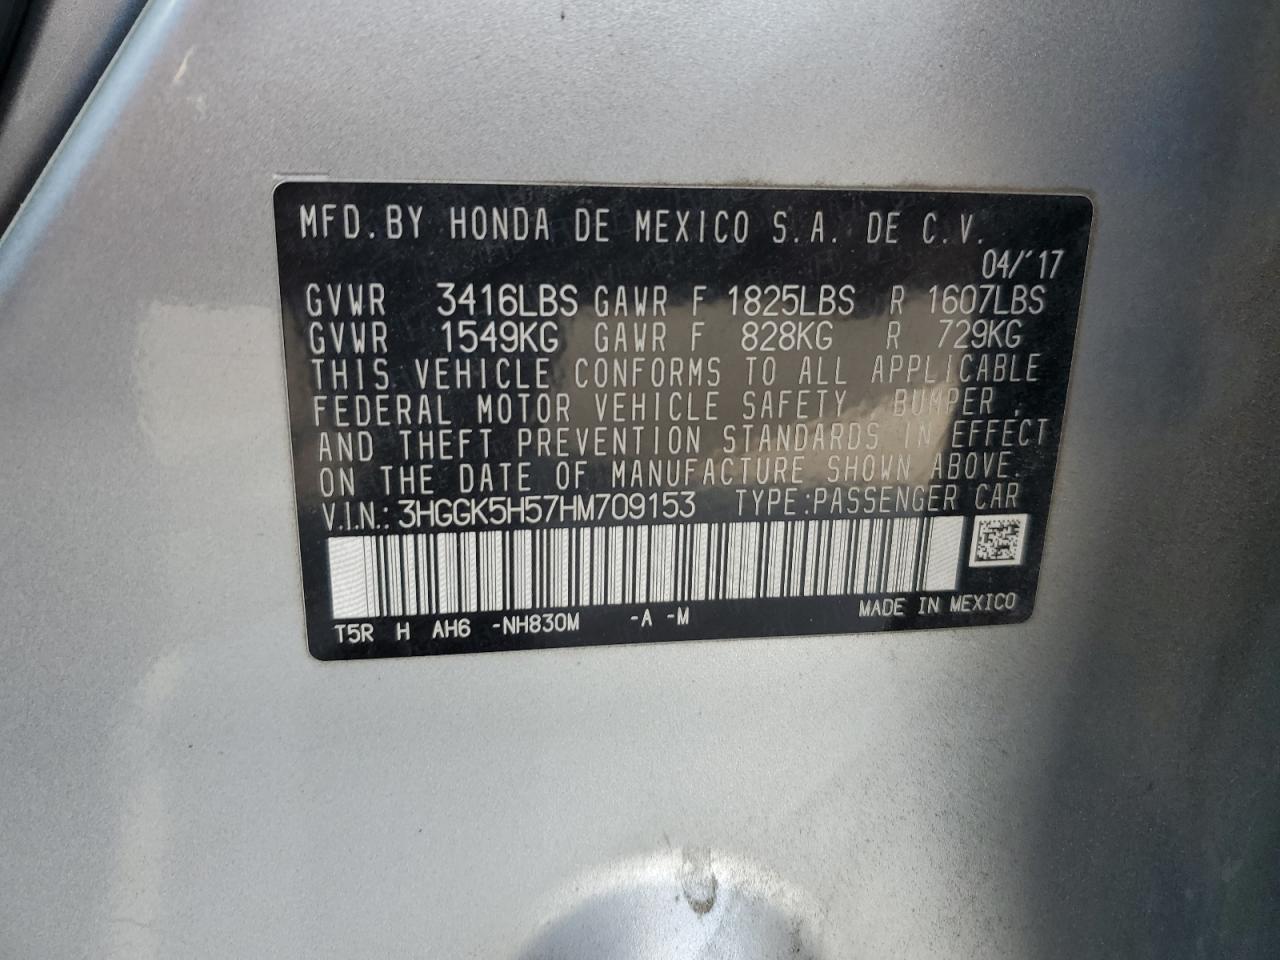 MFD. BY HONDA DE MEXICO S.A. DE C.V.
04/'17
GVWR 3416LBS GAWR F 1825LBS R 1607LBS
GVWR 1549KG GAWR F 828KG R 729KG
THIS VEHICLE CONFORMS TO ALL APPLICABLE
FEDERAL MOTOR VEHICLE SAFETY , BUMPER ,
AND THEFT PREVENTION STANDARDS IN EFFECT
ON THE DATE OF MANUFACTURE SHOWN ABOVE.
V.I.N.: 3HGGK5H57HM709153 TYPE:PASSENGER CAR
MADE IN MEXICO
T5R H AH6 -NH830M -A -M